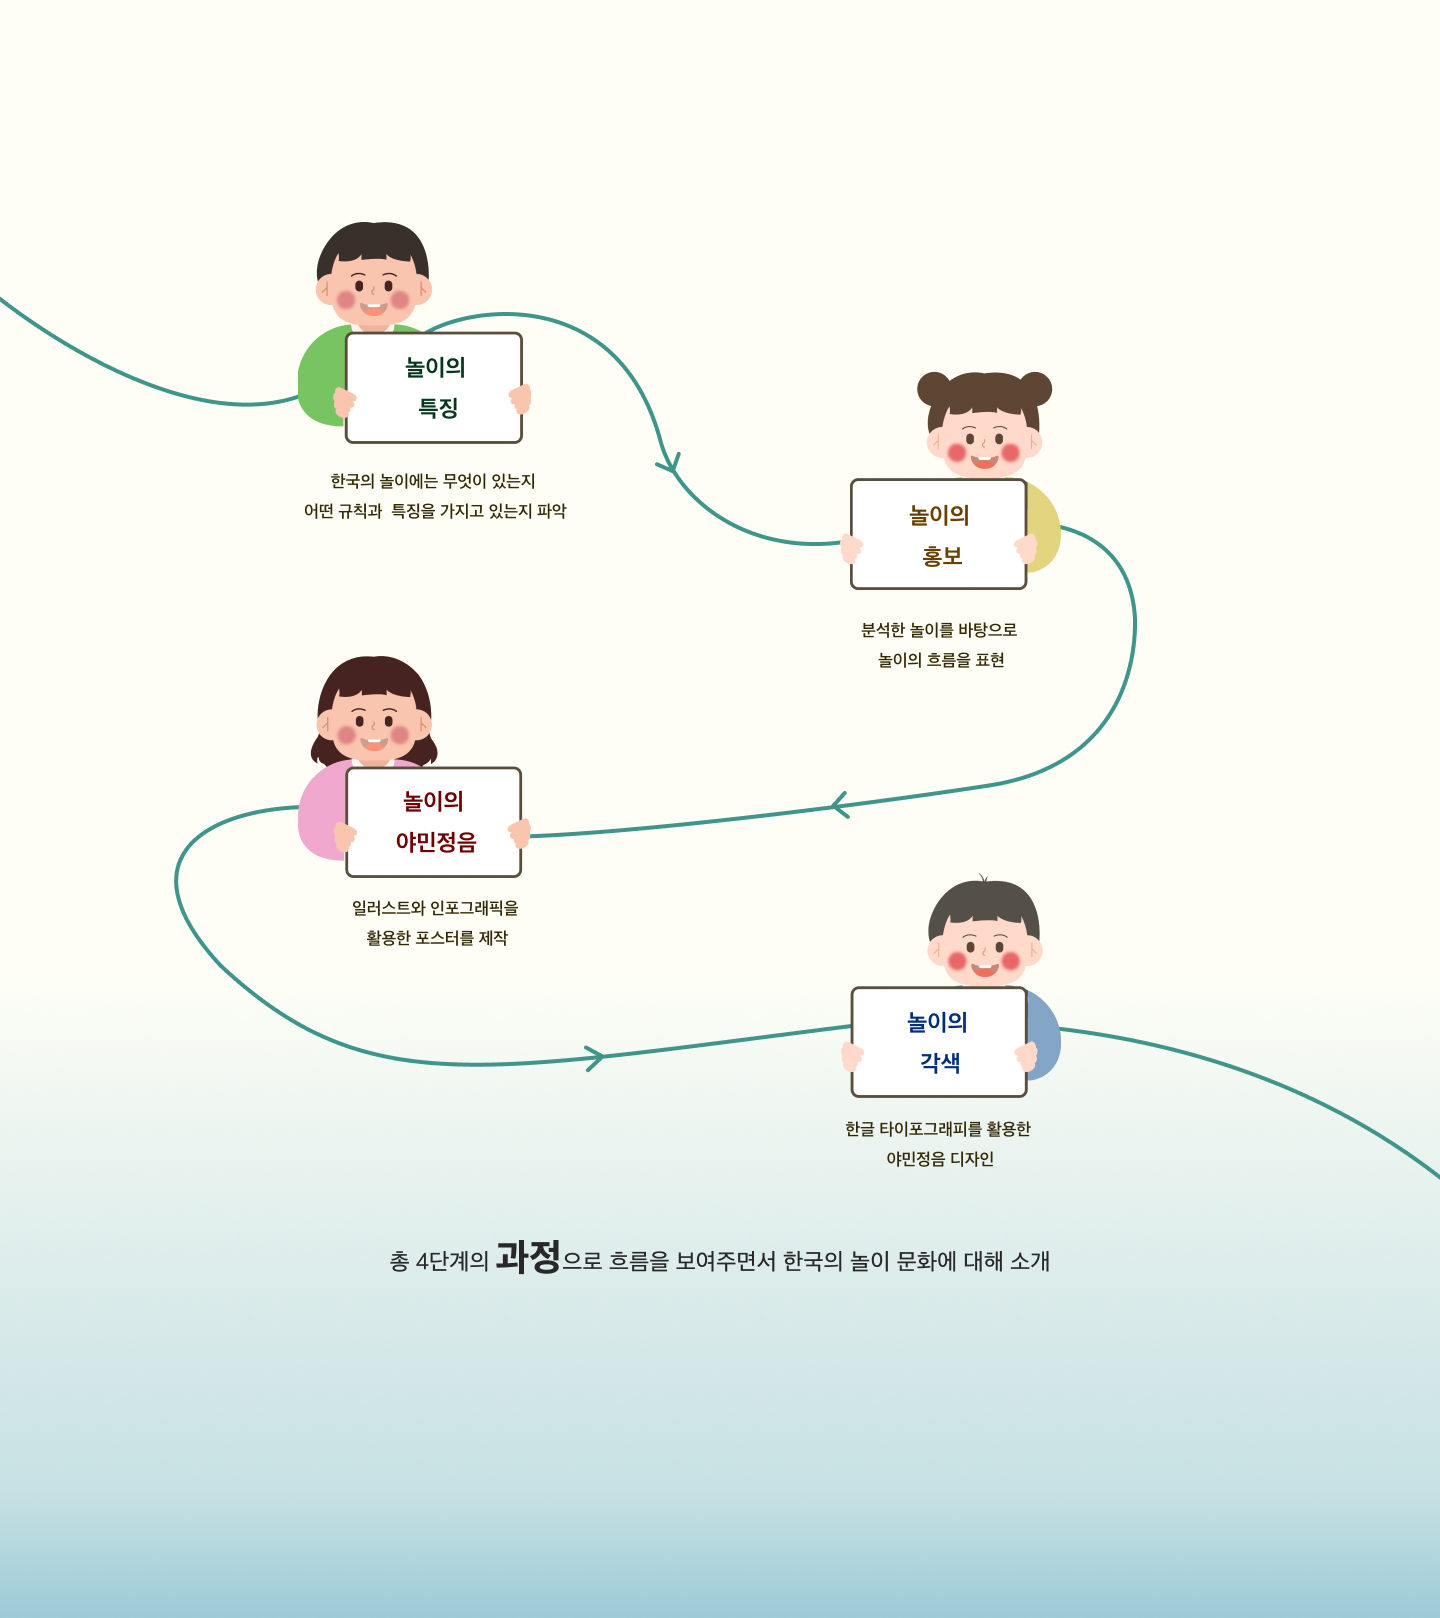 놀이의
특징
한국의 놀이에는 무엇이 있는지
어떤 규칙과 특징을 가지고 있는지 파악
놀이의
홍보
분석한 놀이를 바탕으로
놀이의 흐름을 표현
놀이의
야민정음
일러스트와 인포그래픽을
활용한 포스터를 제작
놀이의
각색
한글 타이포그래피를 활용한
야민정음 디자인
총 4단계의 과정으로 흐름을 보여주면서 한국의 놀이 문화에 대해 소개